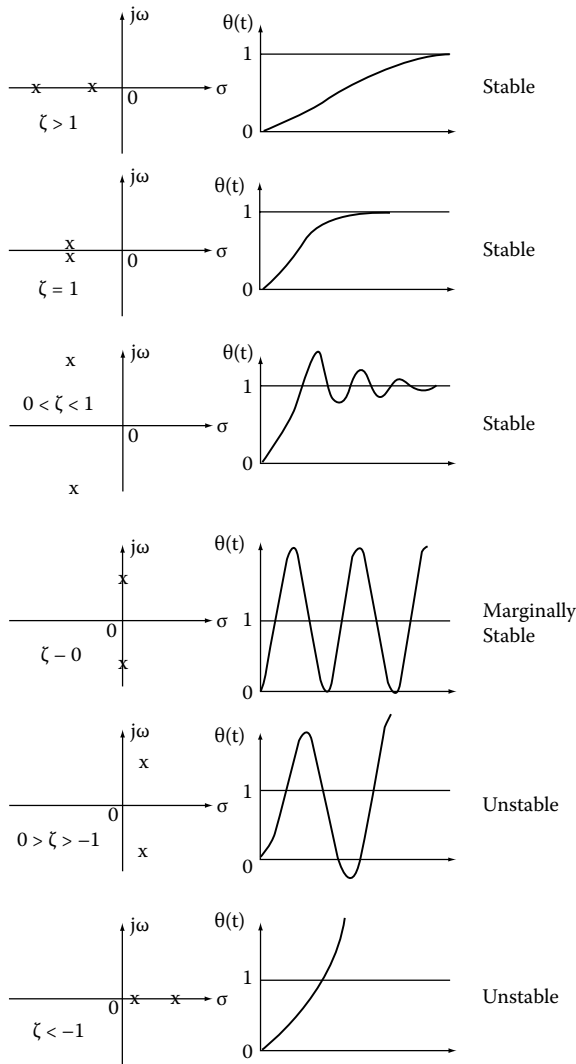 jω θ(t)
1
x x σ Stable
0
ζ > 1 0
jω θ(t)
1
x
x 0 Stable
ζ = 1 0
jω θ(t)
x
0 < ζ < 1 1
0 σ Stable
x 0
jω θ(t)
x
1 Marginally
0 σ Stable
ζ – 0 x
0
jω θ(t)
x
1
0 σ Unstable
0 > ζ > –1 x 0
jω θ(t)
1
0 x x σ Unstable
ζ < –1
0